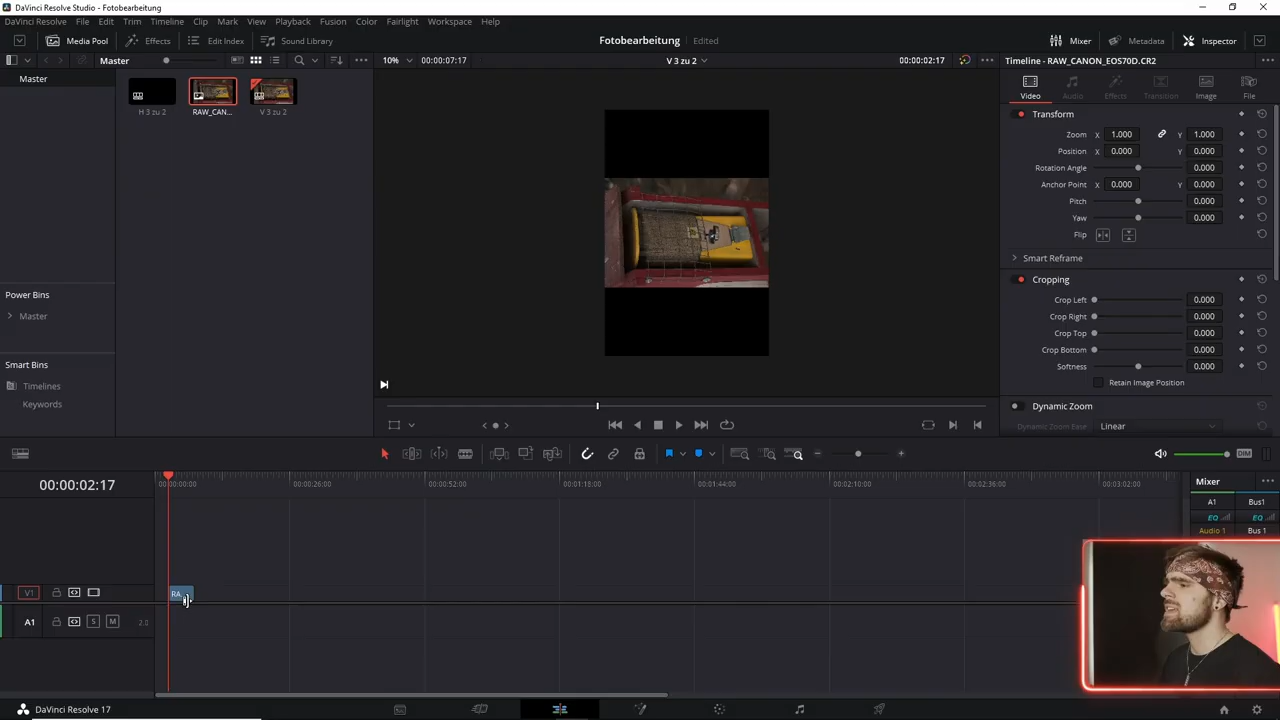 DaVinci Resolve Studio - Fotobearbeitung
DaVinci Resolve File Edit Trim Timeline Clip Mark View Playback Fusion Color Fairlight Workspace Help
Media Pool Effects Edit Index Sound Library Fotobearbeitung Edited Mixer Metadata Inspector
Master 10% 00:00:07:17 V 3 zu 2 00:00:02:17 Timeline - RAW_CANON_EOS70D.CR2
Master
H 3 zu 2 RAW_CAN... V 3 zu 2
Power Bins
Master
Smart Bins
Timelines
Keywords
Video Audio Effects Transition Image File
Transform
Zoom X 1.000 Y 1.000
Position X 0.000 Y 0.000
Rotation Angle 0.000
Anchor Point X 0.000 Y 0.000
Pitch 0.000
Yaw 0.000
Flip
Smart Reframe
Cropping
Crop Left 0.000
Crop Right 0.000
Crop Top 0.000
Crop Bottom 0.000
Softness 0.000
Retain Image Position
Dynamic Zoom
Dynamic Zoom Ease Linear
DIM
00:00:02:17 00:00:00:00 00:00:26:00 00:00:52:00 00:01:18:00 00:01:44:00 00:02:10:00 00:02:36:00 00:03:02:00
Mixer
A1 Bus1
EQ EQ
Audio 1 Bus 1
V1 RA...
A1 S M 2.0
DaVinci Resolve 17